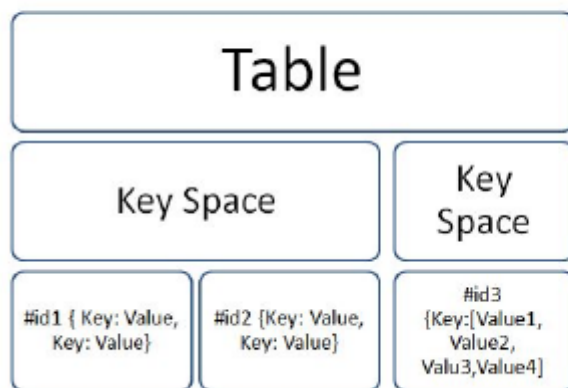 Table
Key Space
Key
Space
#id1 { Key: Value,
Key: Value}
#id2 {Key: Value,
Key: Value}
#id3
{Key:[Value1,
Value2,
Valu3,Value4]